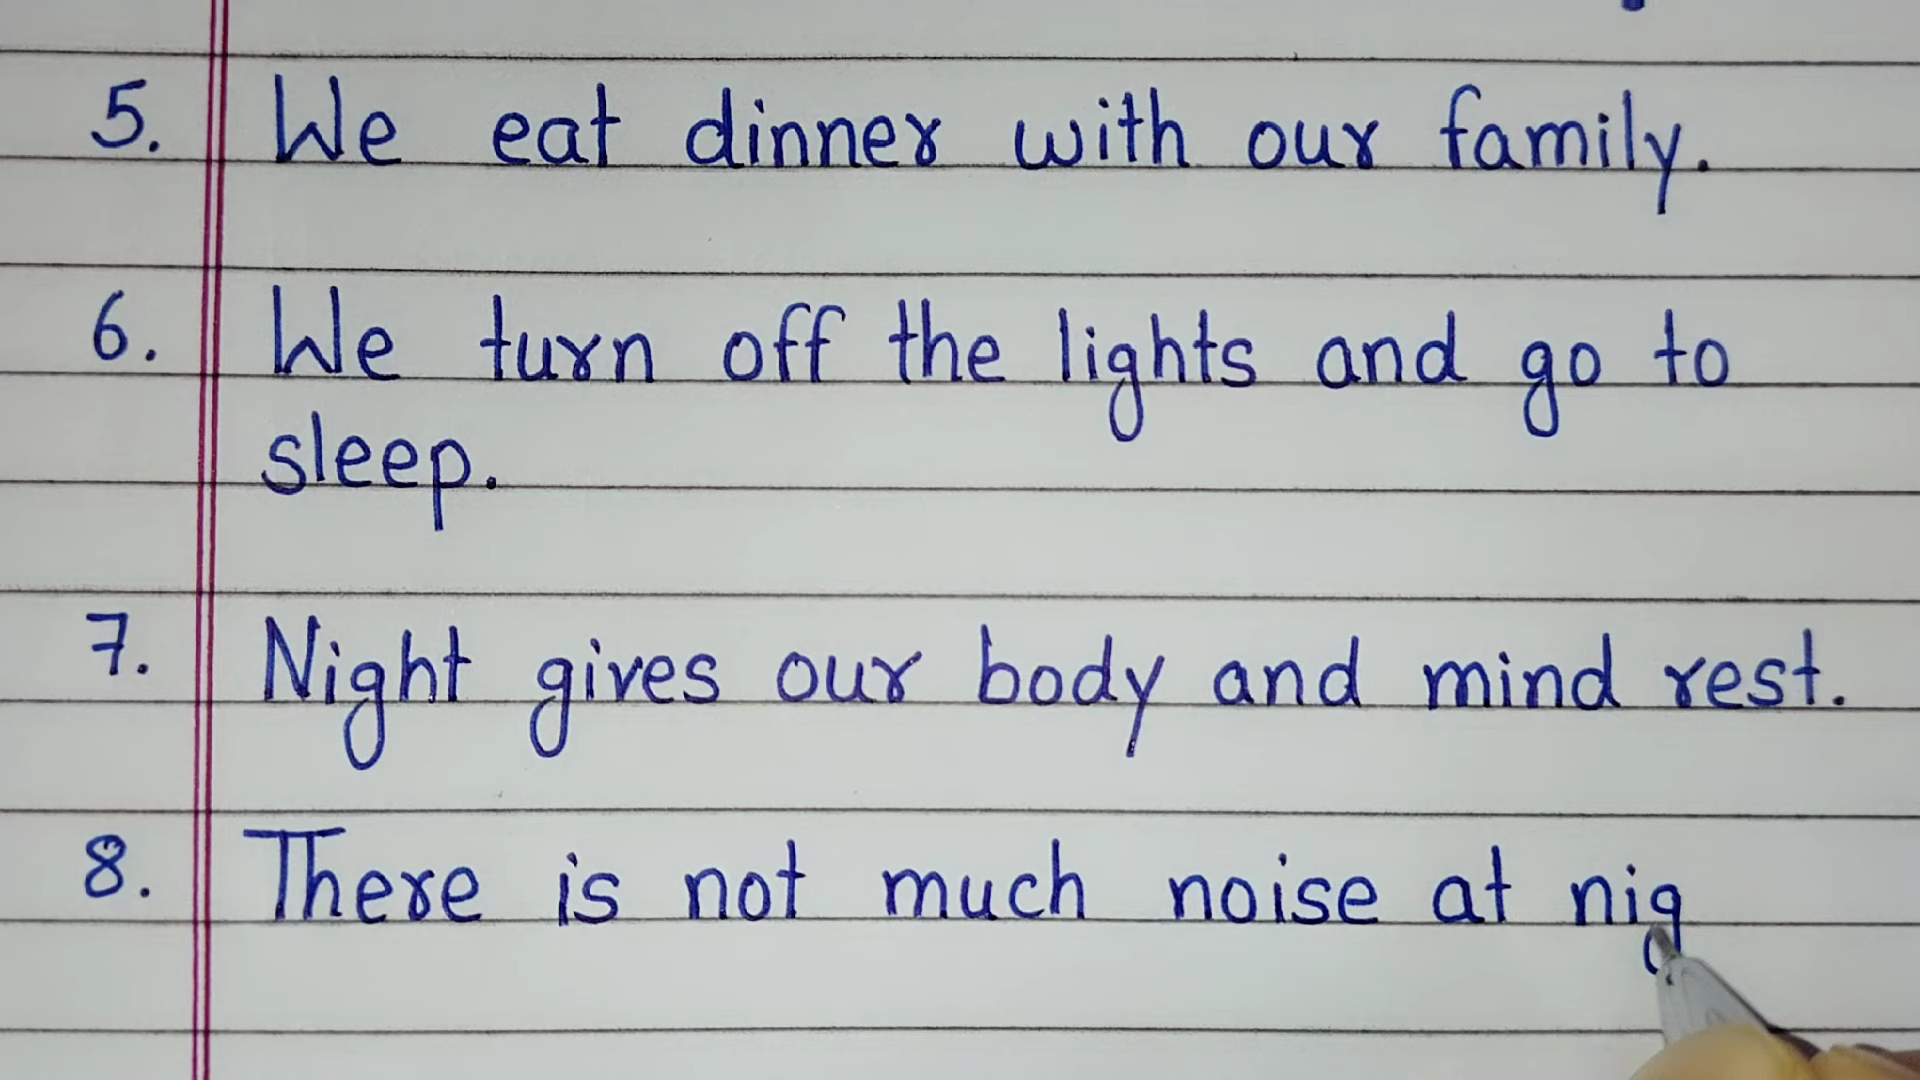 5. We eat dinner with our family.
6. We turn off the lights and go to
sleep.
7. Night gives our body and mind rest.
8. There is not much noise at nig